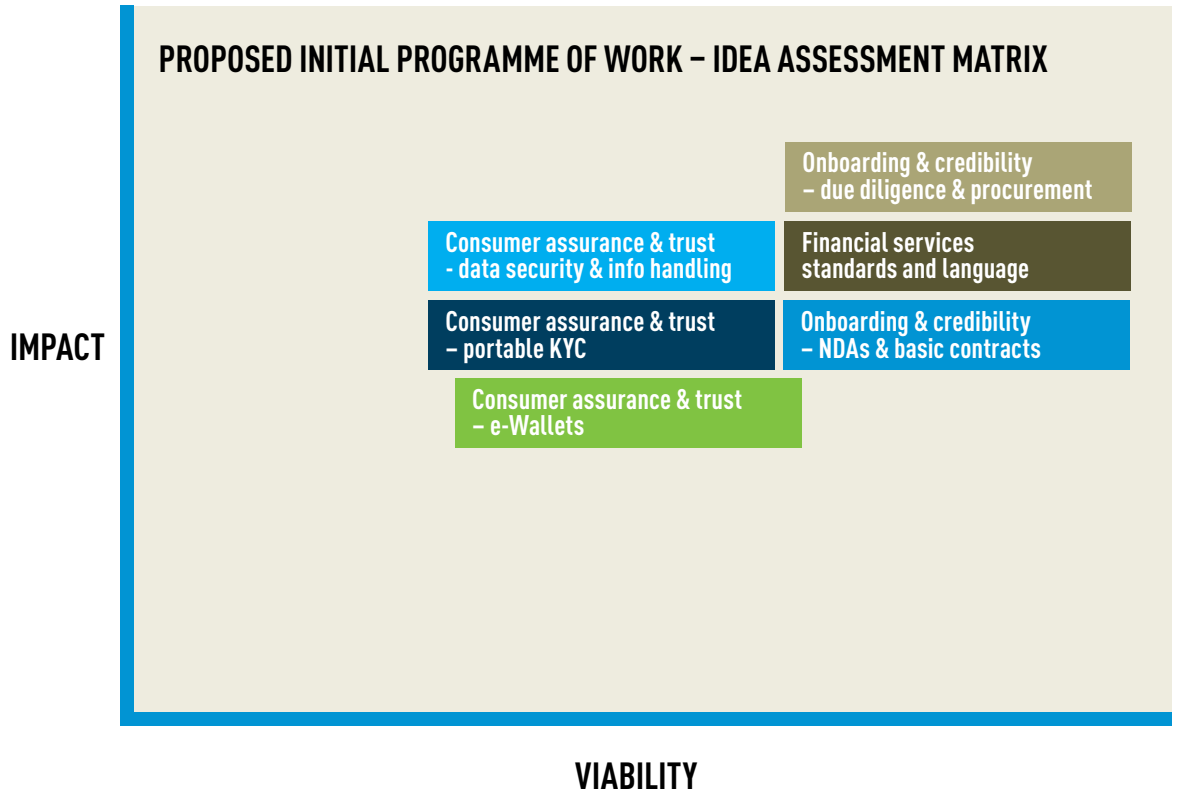 PROPOSED INITIAL PROGRAMME OF WORK – IDEA ASSESSMENT MATRIX
Onboarding & credibility
– due diligence & procurement
Consumer assurance & trust
- data security & info handling
Financial services
standards and language
Consumer assurance & trust
– portable KYC
Onboarding & credibility
– NDAs & basic contracts
Consumer assurance & trust
– e-Wallets
IMPACT
VIABILITY